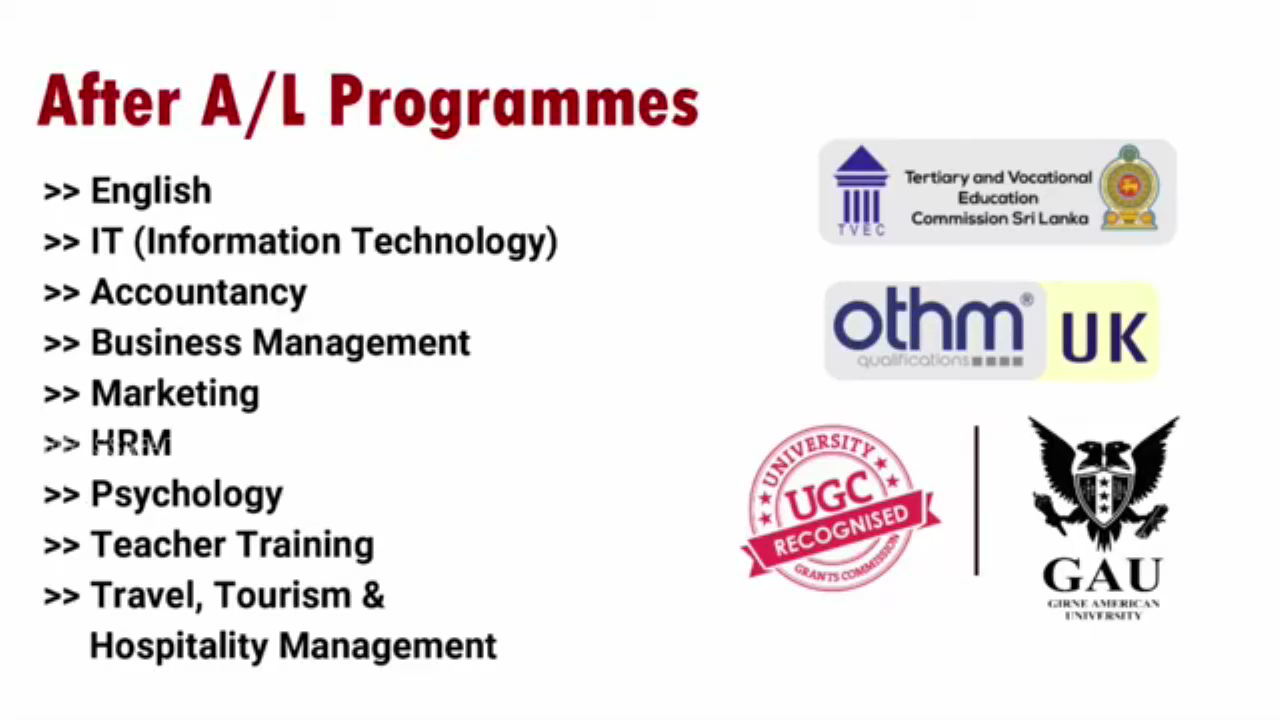 After A/L Programmes
>> English
>> IT (Information Technology)
>> Accountancy
>> Business Management
>> Marketing
>> HRM
>> Psychology
>> Teacher Training
>> Travel, Tourism &
Hospitality Management
TVEC
Tertiary and Vocational
Education
Commission Sri Lanka
othm®
qualifications
UK
UNIVERSITY
UGC
RECOGNISED
GRANTS COMMISSION
GAU
GIRNE AMERICAN
UNIVERSITY